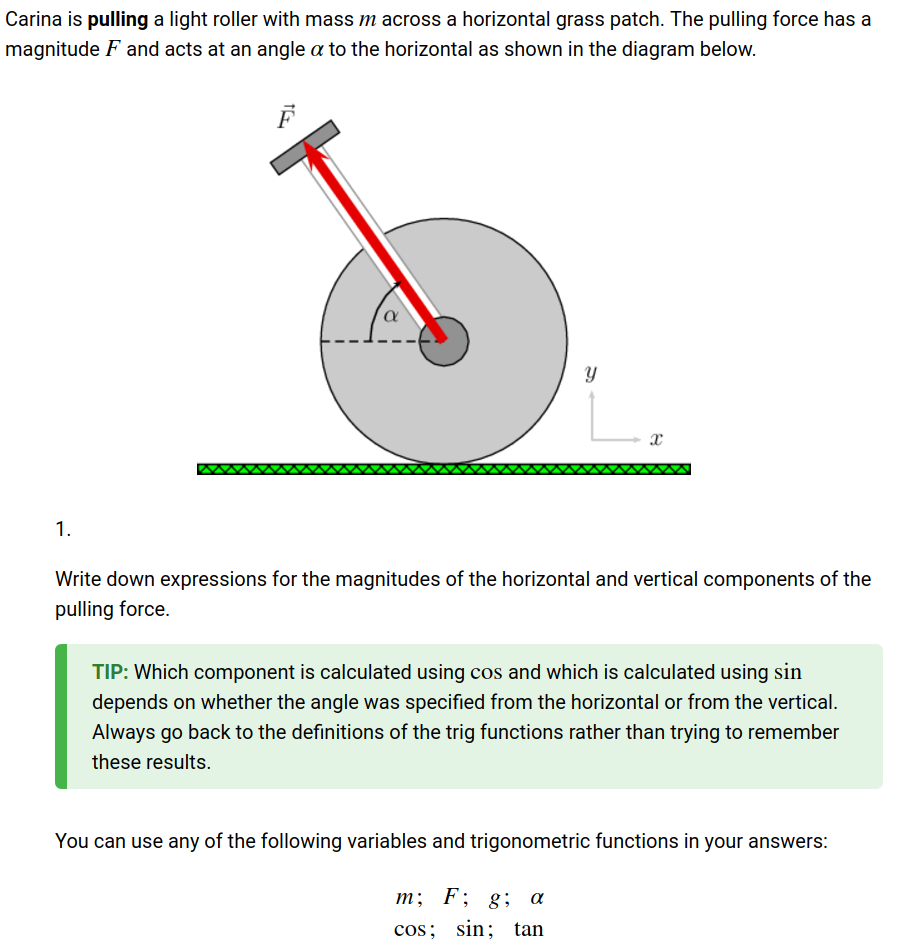 Carina is pulling a light roller with mass m across a horizontal grass patch. The pulling force has a
magnitude F and acts at an angle α to the horizontal as shown in the diagram below.
F⃗
α
y
x
1.
Write down expressions for the magnitudes of the horizontal and vertical components of the
pulling force.
TIP: Which component is calculated using cos and which is calculated using sin
depends on whether the angle was specified from the horizontal or from the vertical.
Always go back to the definitions of the trig functions rather than trying to remember
these results.
You can use any of the following variables and trigonometric functions in your answers:
m; F; g; α
cos; sin; tan